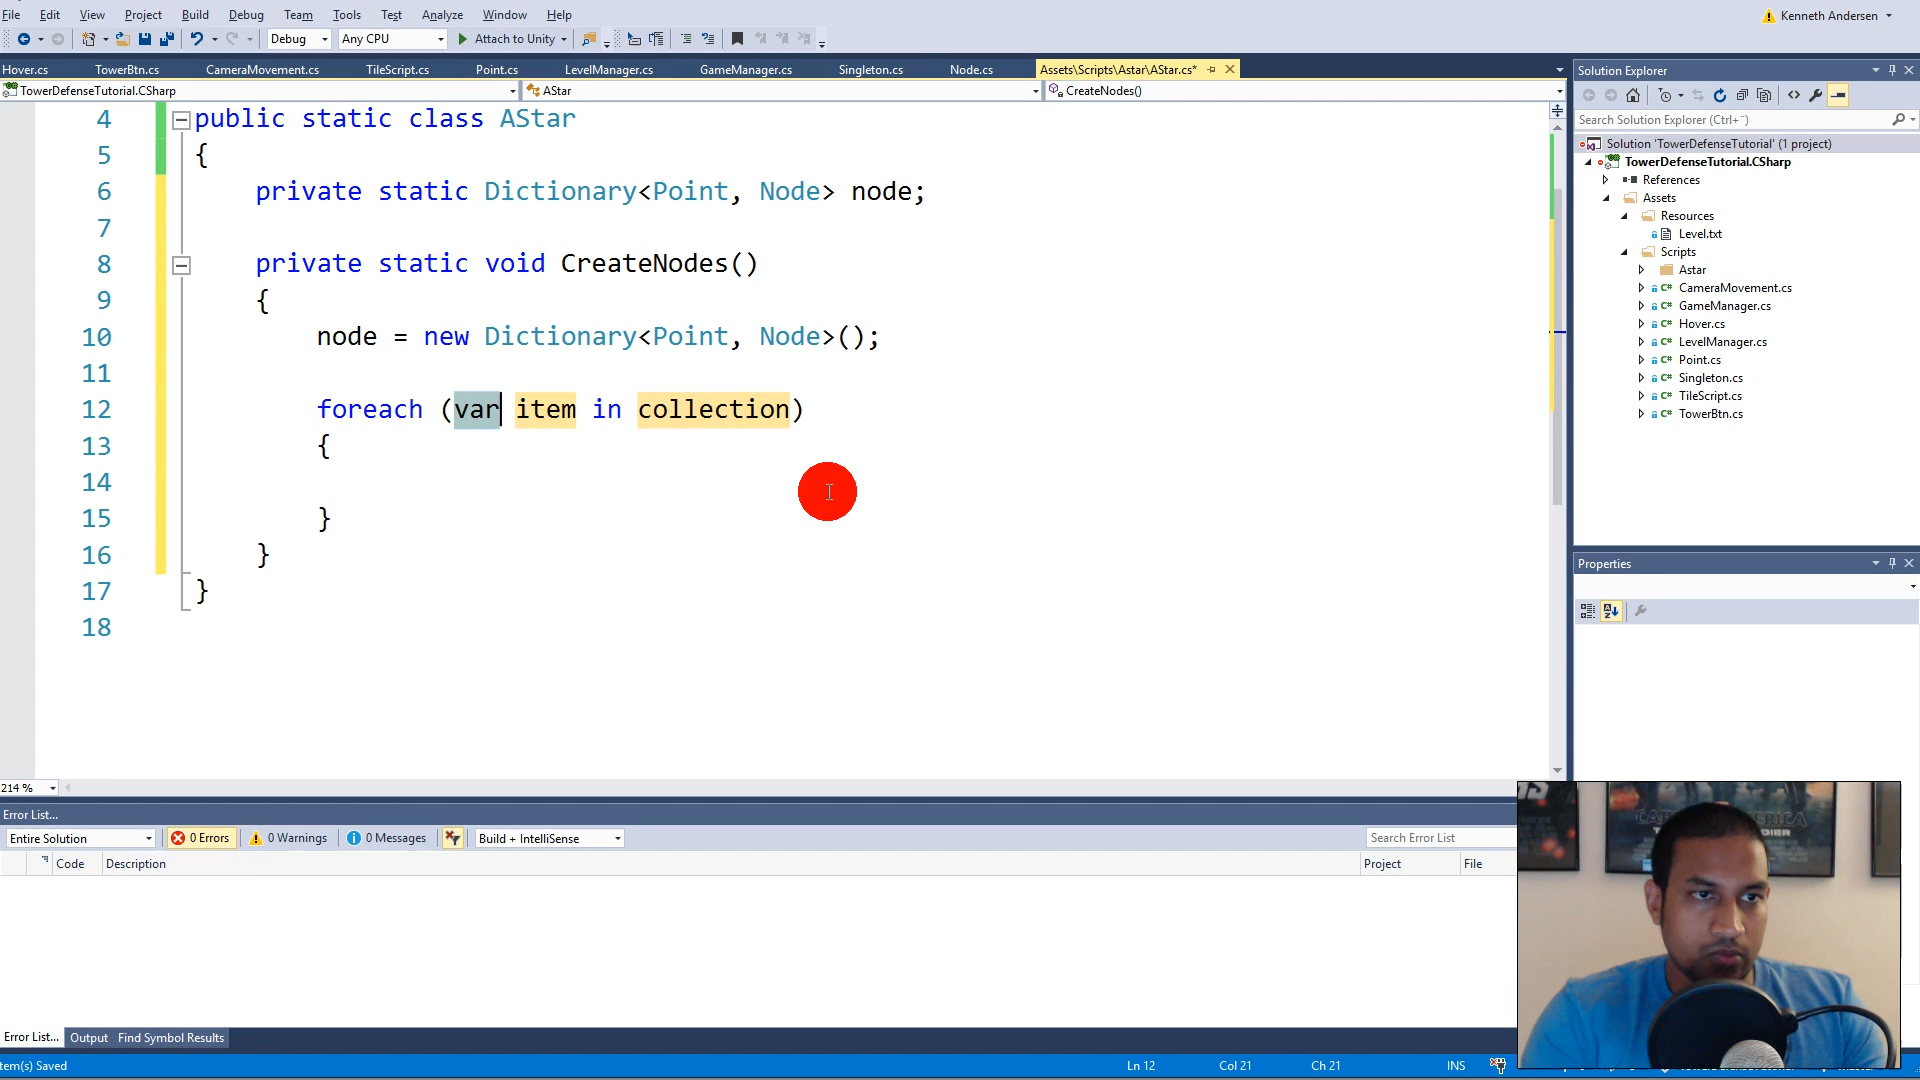 File Edit View Project Build Debug Team Tools Test Analyze Window Help
Kenneth Andersen
Debug Any CPU Attach to Unity
Hover.cs TowerBtn.cs CameraMovement.cs TileScript.cs Point.cs LevelManager.cs GameManager.cs Singleton.cs Node.cs Assets\Scripts\Astar\AStar.cs*
TowerDefenseTutorial.CSharp AStar CreateNodes()
4 public static class AStar
5 {
6 private static Dictionary<Point, Node> node;
7
8 private static void CreateNodes()
9 {
10 node = new Dictionary<Point, Node>();
11
12 foreach (var item in collection)
13 {
14
15 }
16 }
17 }
18
214 %
Solution Explorer
Search Solution Explorer (Ctrl+¨)
Solution 'TowerDefenseTutorial' (1 project)
TowerDefenseTutorial.CSharp
References
Assets
Resources
Level.txt
Scripts
Astar
CameraMovement.cs
GameManager.cs
Hover.cs
LevelManager.cs
Point.cs
Singleton.cs
TileScript.cs
TowerBtn.cs
Properties
Error List...
Entire Solution 0 Errors 0 Warnings 0 Messages Build + IntelliSense Search Error List
Code Description Project File
Error List... Output Find Symbol Results
tem(s) Saved Ln 12 Col 21 Ch 21 INS